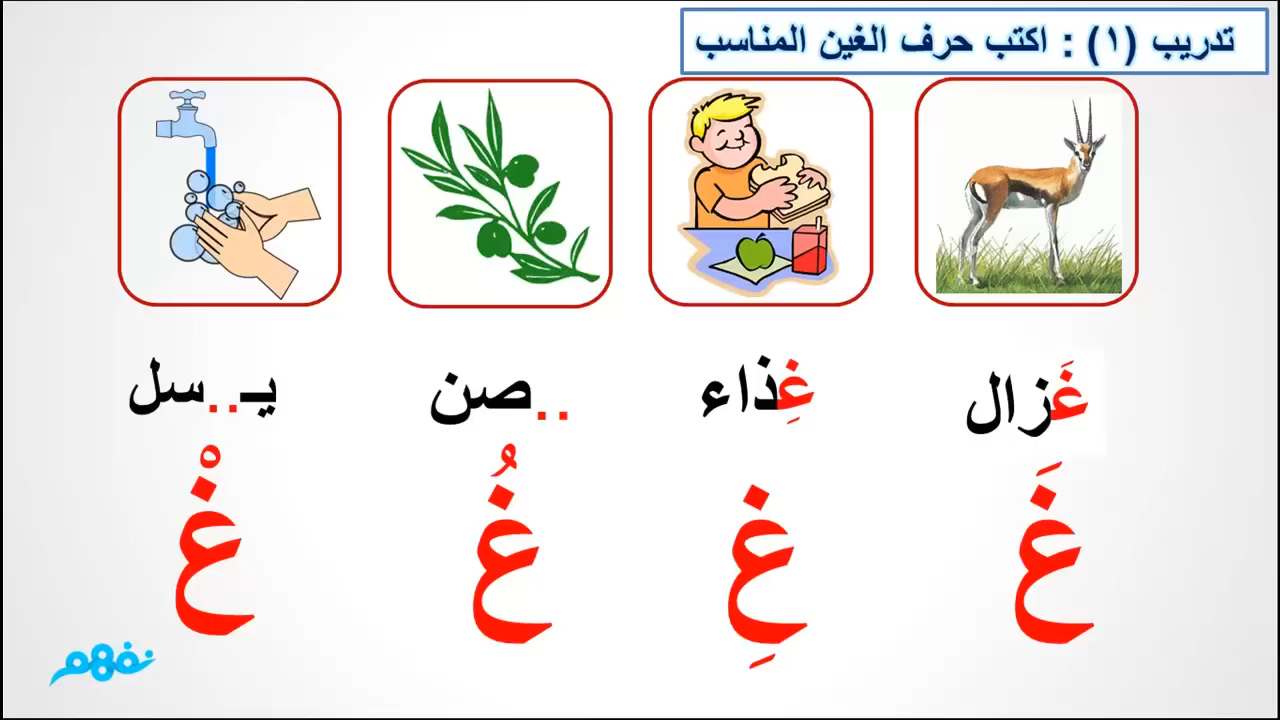 تدريب (١) : اكتب حرف الغين المناسب
غَزال غِذاء ..صن يـ..سل
غَ غِ غُ غْ
نفهم